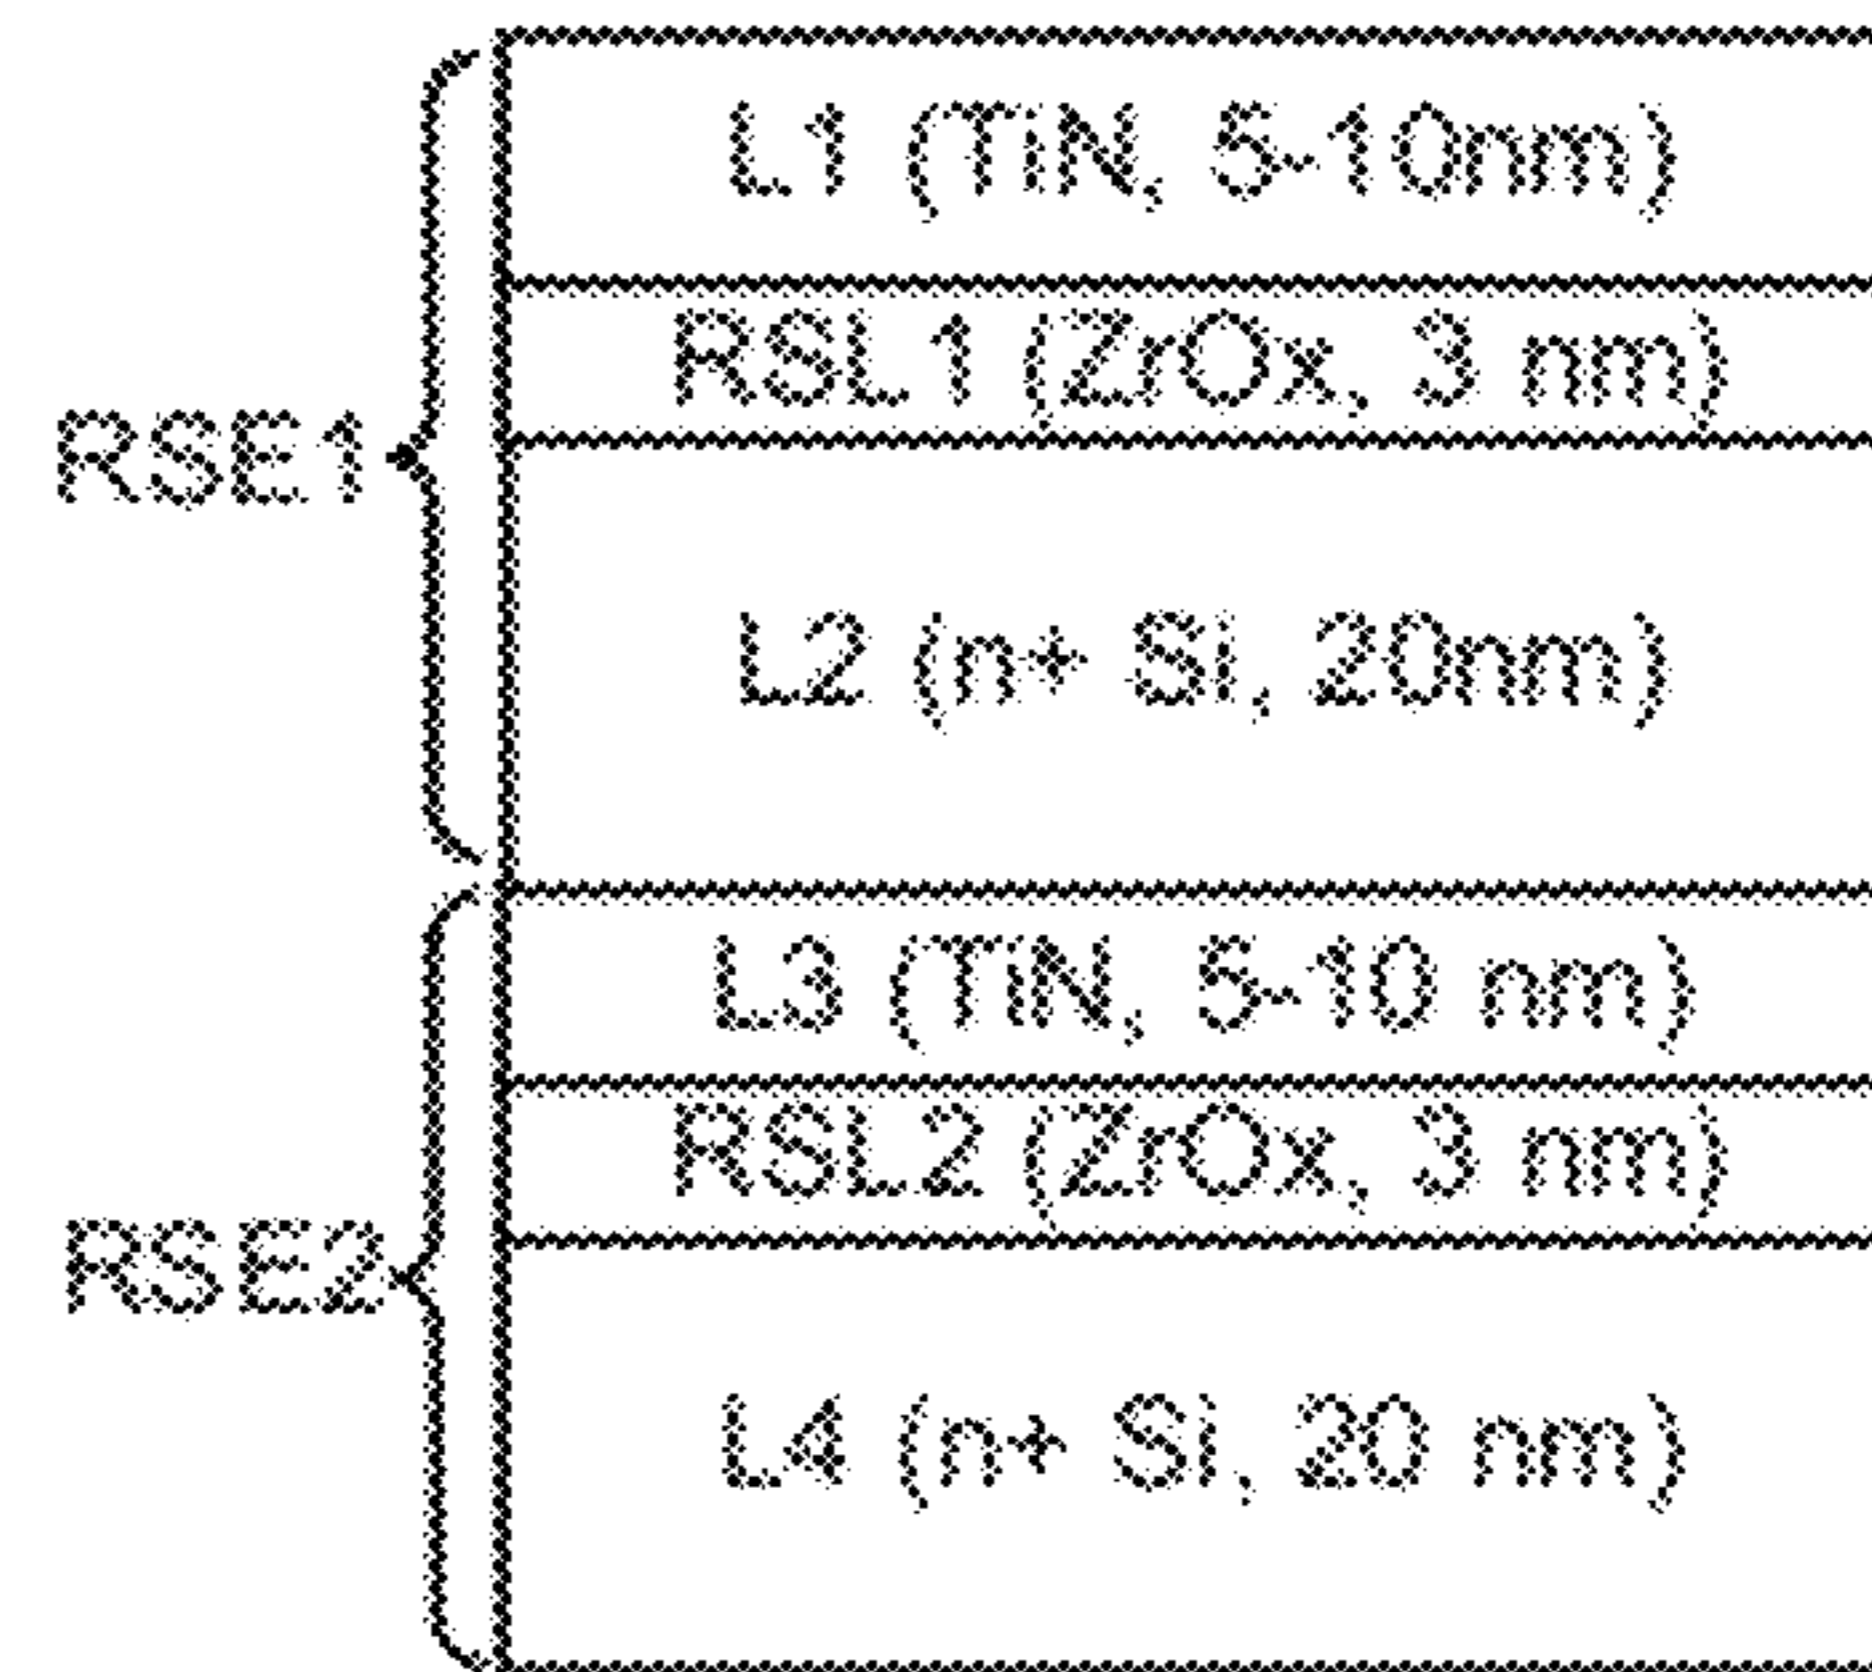 L1 (TiN, 5-10nm)
RSL1 (ZrOx, 3 nm)
RSE1
L2 (n+ Si, 20nm)
L3 (TiN, 5-10 nm)
RSL2 (ZrOx, 3 nm)
RSE2
L4 (n+ Si, 20 nm)